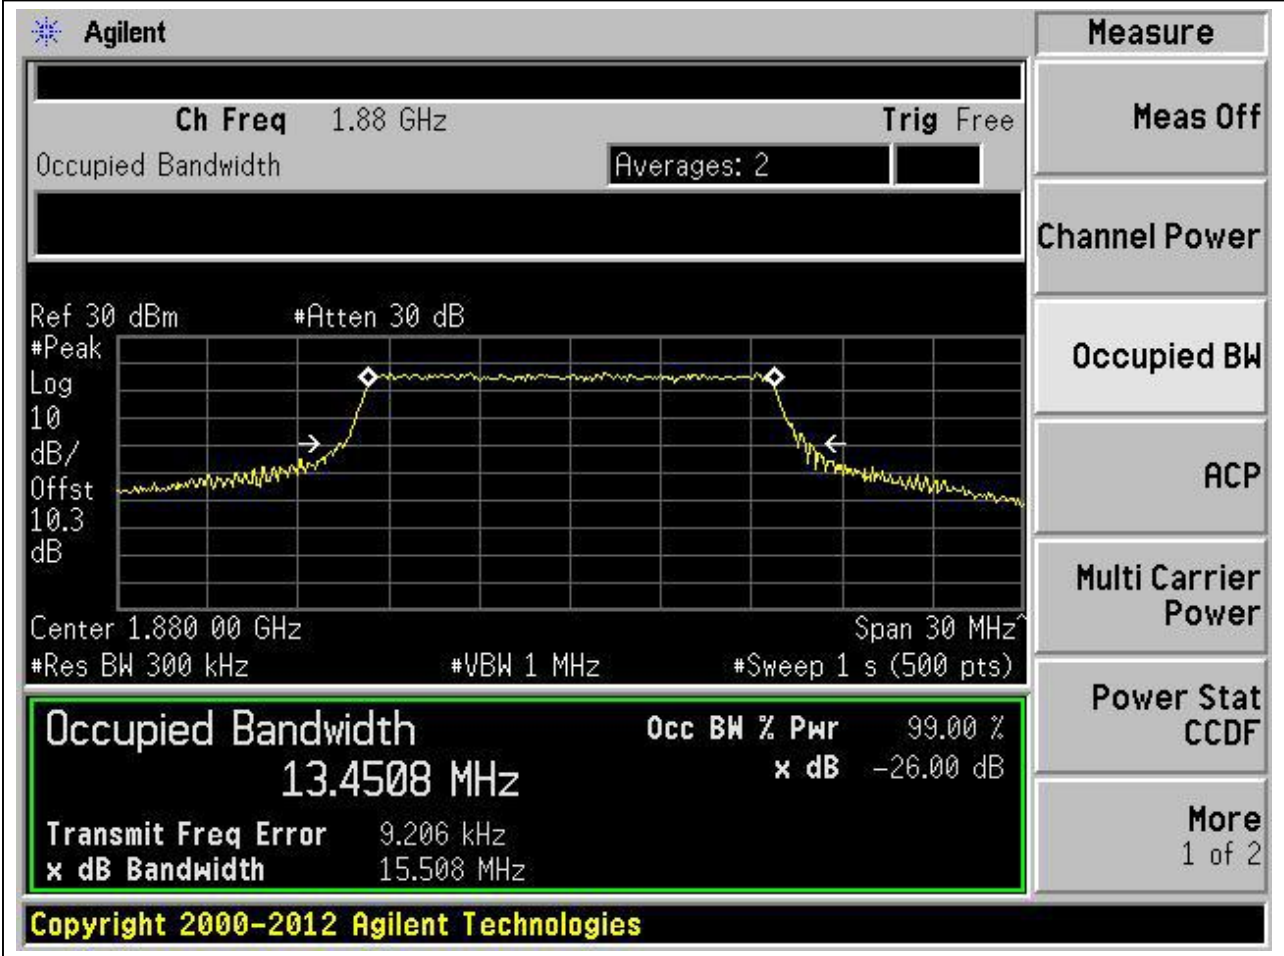 Agilent
Measure
Ch Freq 1.88 GHz Trig Free
Occupied Bandwidth Averages: 2
Ref 30 dBm #Atten 30 dB
#Peak
Log
10
dB/
Offst
10.3
dB
Center 1.880 00 GHz Span 30 MHz^
#Res BW 300 kHz #VBW 1 MHz #Sweep 1 s (500 pts)
Occupied Bandwidth Occ BW % Pwr 99.00 %
13.4508 MHz x dB -26.00 dB
Transmit Freq Error 9.206 kHz
x dB Bandwidth 15.508 MHz
Meas Off
Channel Power
Occupied BW
ACP
Multi Carrier
Power
Power Stat
CCDF
More
1 of 2
Copyright 2000-2012 Agilent Technologies